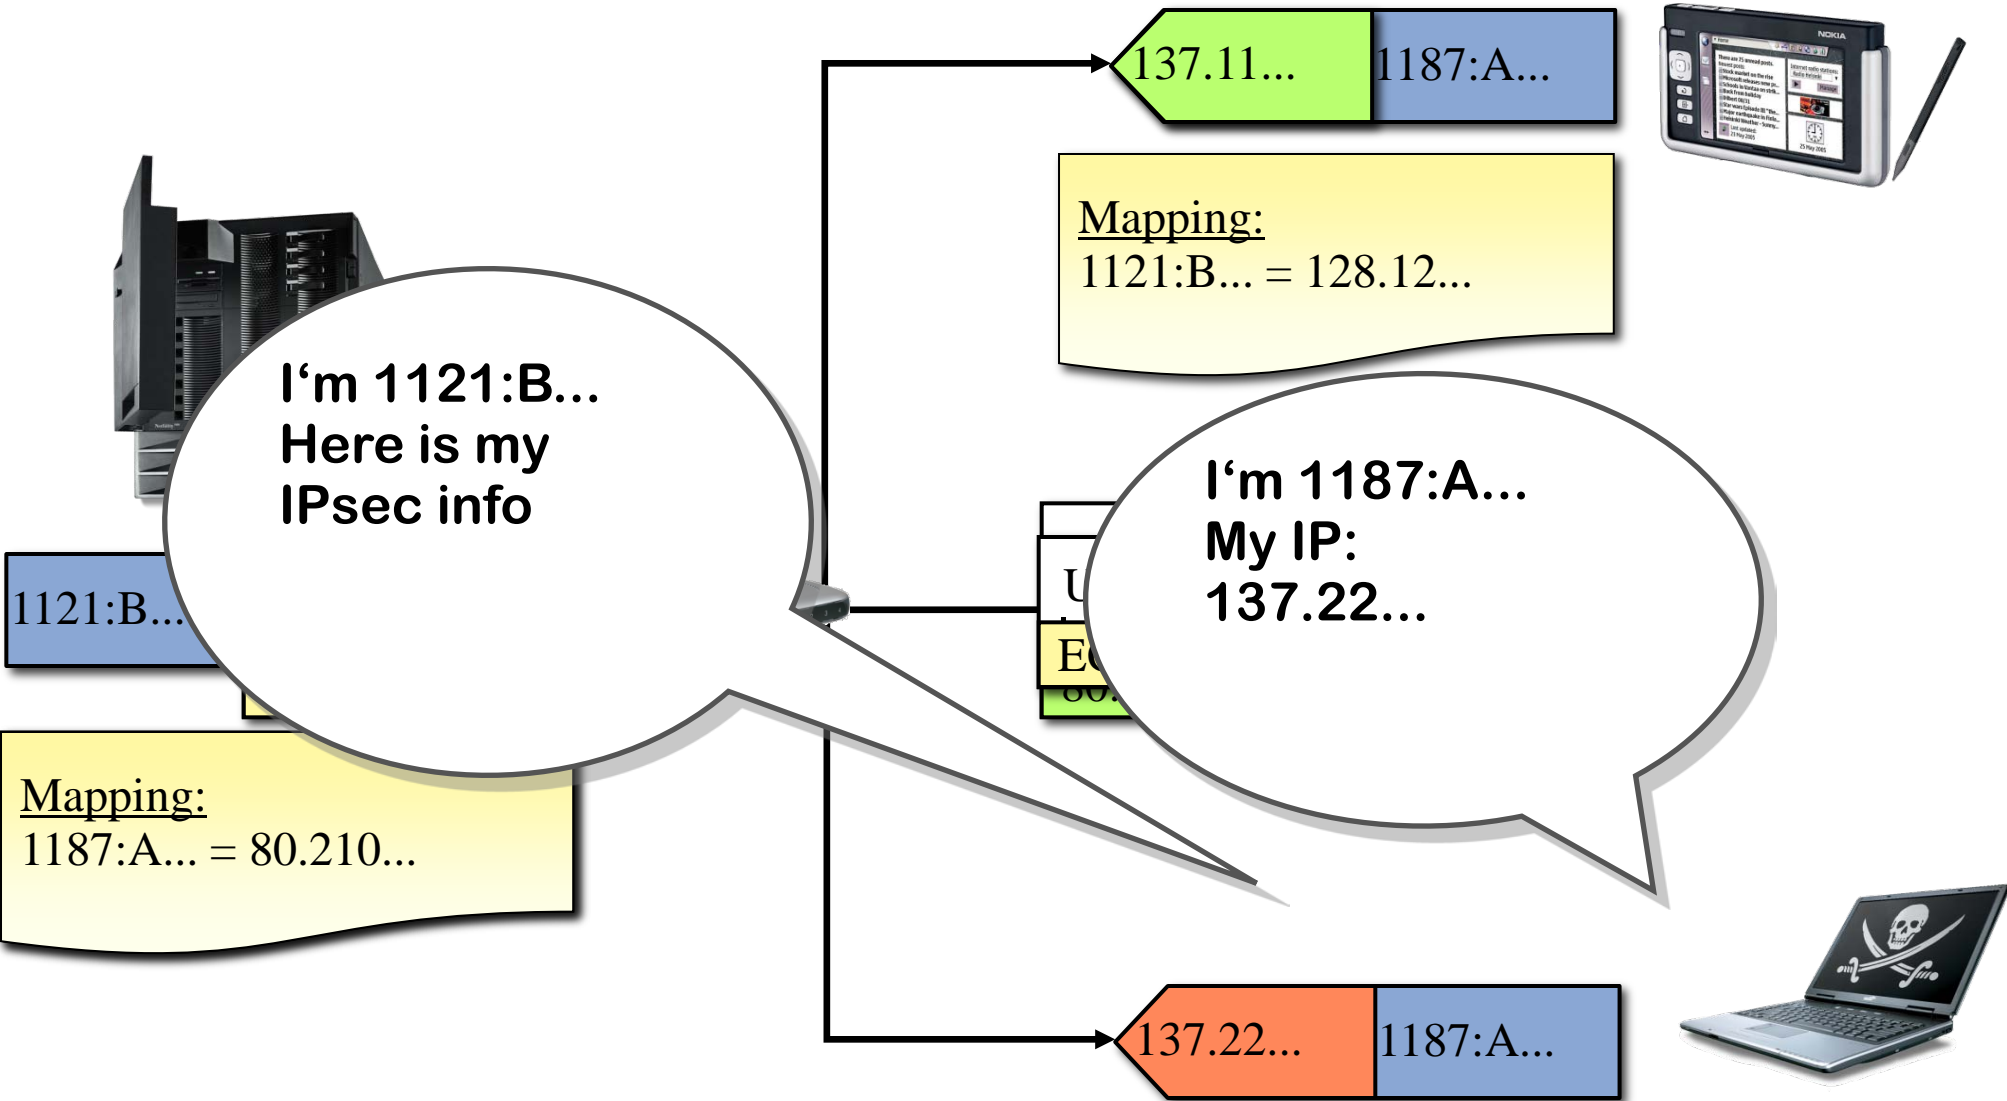 137.11... 1187:A...
NOKIA
Mapping:
1121:B... = 128.12...
I‘m 1121:B...
Here is my
IPsec info
I‘m 1187:A...
My IP:
137.22...
1121:B...
Mapping:
1187:A... = 80.210...
137.22... 1187:A...